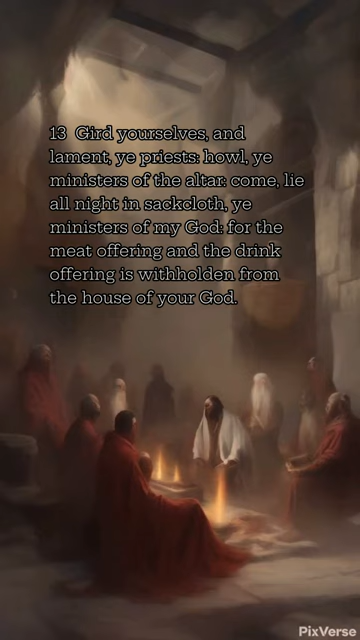 13  Gird yourselves, and
lament, ye priests: howl, ye
ministers of the altar: come, lie
all night in sackcloth, ye
ministers of my God: for the
meat offering and the drink
offering is withholden from
the house of your God.
PixVerse